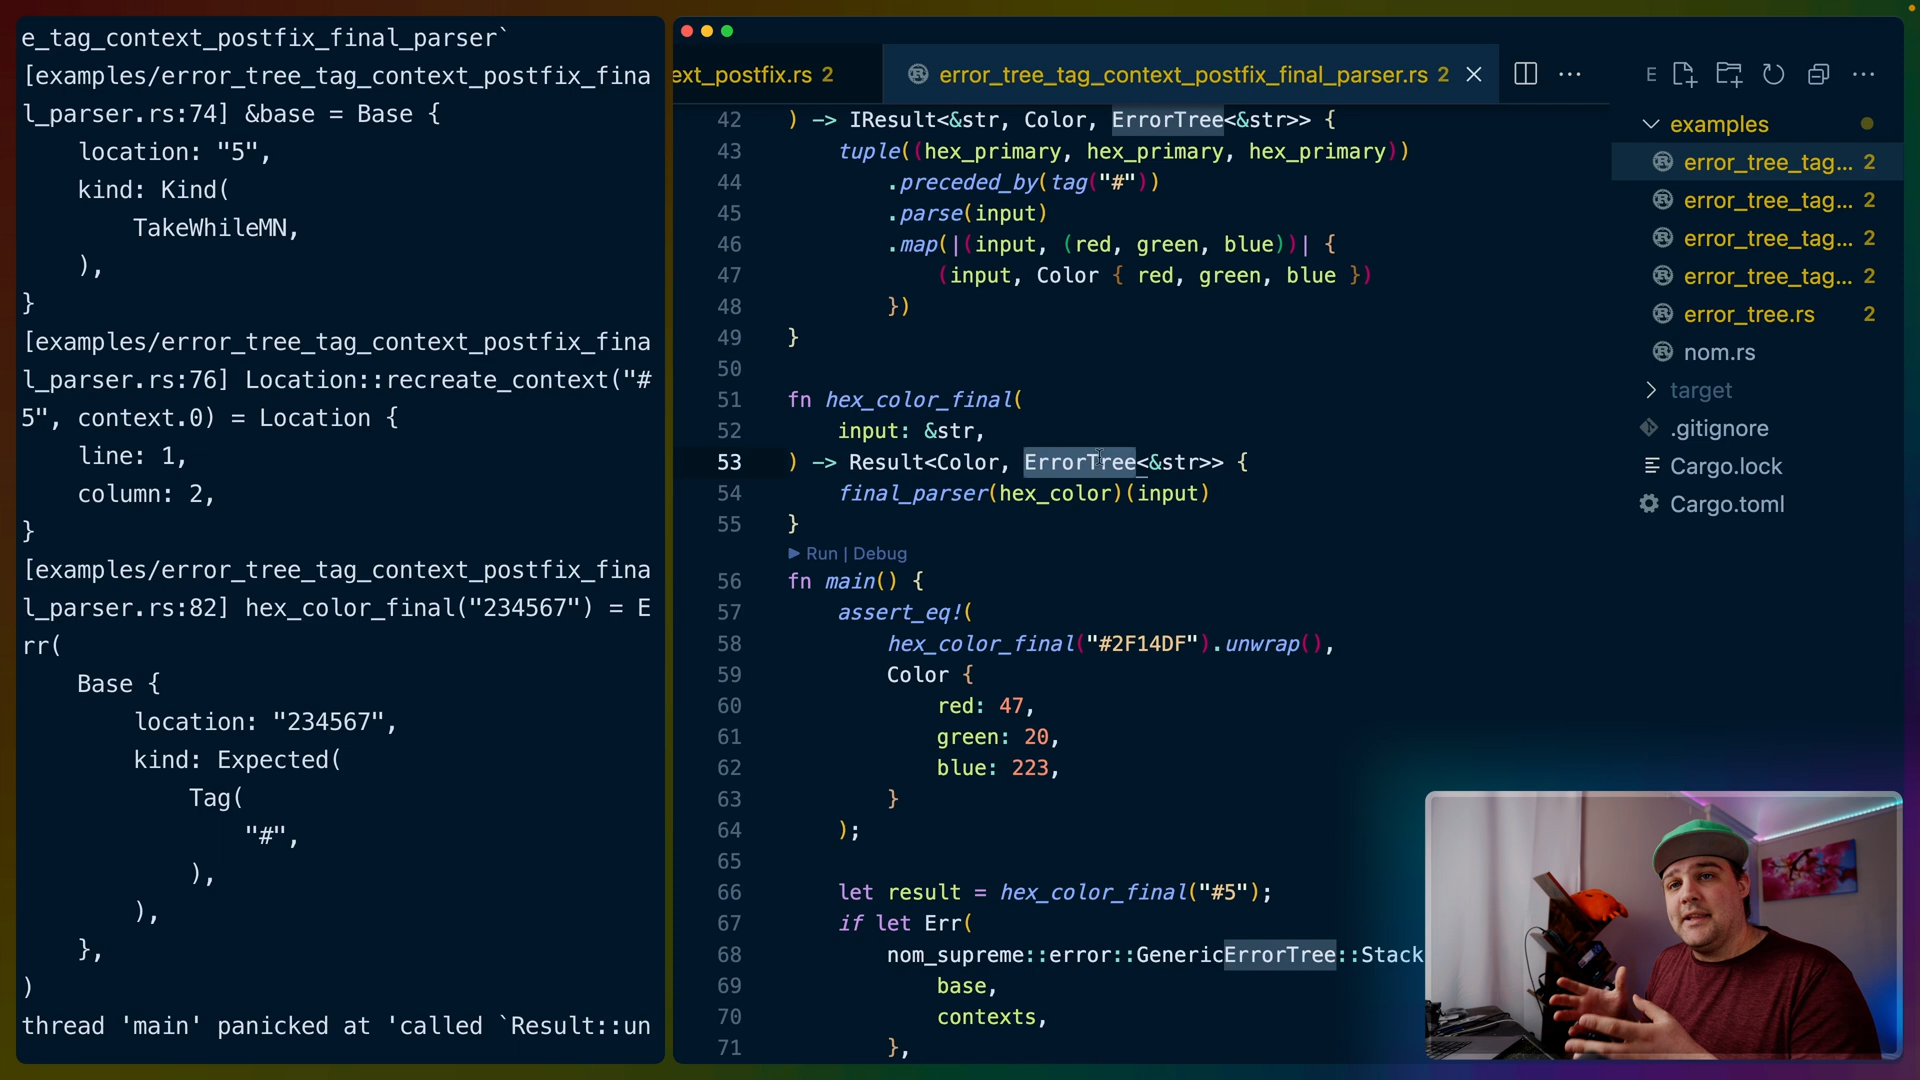 e_tag_context_postfix_final_parser`
[examples/error_tree_tag_context_postfix_fina
l_parser.rs:74] &base = Base {
    location: "5",
    kind: Kind(
        TakeWhileMN,
    ),
}
[examples/error_tree_tag_context_postfix_fina
l_parser.rs:76] Location::recreate_context("#
5", context.0) = Location {
    line: 1,
    column: 2,
}
[examples/error_tree_tag_context_postfix_fina
l_parser.rs:82] hex_color_final("234567") = E
rr(
    Base {
        location: "234567",
        kind: Expected(
            Tag(
                "#",
            ),
        ),
    },
)
thread 'main' panicked at 'called `Result::un
ext_postfix.rs 2
error_tree_tag_context_postfix_final_parser.rs 2
42 ) -> IResult<&str, Color, ErrorTree<&str>> {
43     tuple((hex_primary, hex_primary, hex_primary))
44         .preceded_by(tag("#"))
45         .parse(input)
46         .map(|(input, (red, green, blue))| {
47             (input, Color { red, green, blue })
48         })
49 }
50
51 fn hex_color_final(
52     input: &str,
53 ) -> Result<Color, ErrorTree<&str>> {
54     final_parser(hex_color)(input)
55 }
▶ Run | Debug
56 fn main() {
57     assert_eq!(
58         hex_color_final("#2F14DF").unwrap(),
59         Color {
60             red: 47,
61             green: 20,
62             blue: 223,
63         }
64     );
65
66     let result = hex_color_final("#5");
67     if let Err(
68         nom_supreme::error::GenericErrorTree::Stack
69             base,
70             contexts,
71         },
E
examples
error_tree_tag... 2
error_tree_tag... 2
error_tree_tag... 2
error_tree_tag... 2
error_tree.rs 2
nom.rs
target
.gitignore
Cargo.lock
Cargo.toml